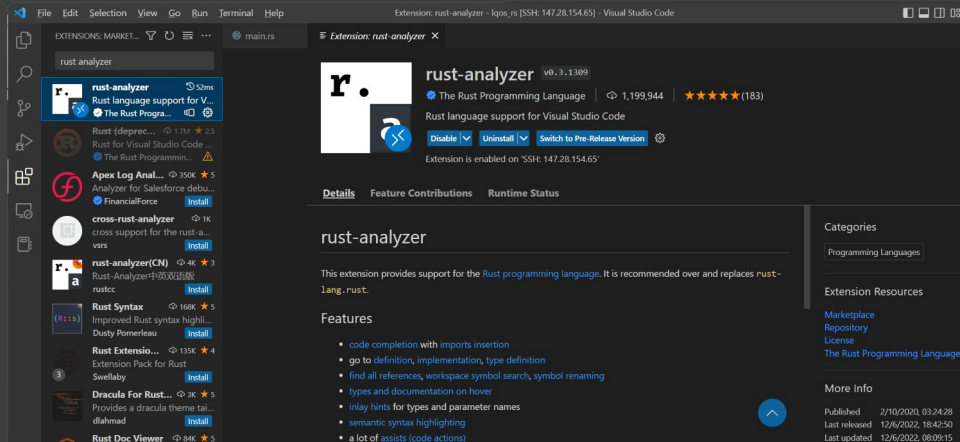 File Edit Selection View Go Run Terminal Help
Extension: rust-analyzer - lqos_rs [SSH: 147.28.154.65] - Visual Studio Code
EXTENSIONS: MARKET...
main.rs
Extension: rust-analyzer
rust analyzer
rust-analyzer 52ms
Rust language support for V...
The Rust Progra...
Rust (deprec... 1.7M 2.5
Rust for Visual Studio Code ...
The Rust Programmin...
Apex Log Anal... 350K 5
Analyzer for Salesforce debu...
FinancialForce Install
cross-rust-analyzer 1K
cross support for the rust-a...
vsrs Install
rust-analyzer(CN) 4K 3
Rust-Analyzer中英双语版
rustcc Install
Rust Syntax 168K 5
Improved Rust syntax highli...
Dusty Pomerleau Install
Rust Extensio... 135K 4
Extension Pack for Rust
3
Swellaby Install
Dracula For Rust... 3K 5
Provides a dracula theme tai...
dlahmad Install
Rust Doc Viewer 84K 5
r.
a
{R::s}
r.
a
rust-analyzer v0.3.1309
The Rust Programming Language 1,199,944 (183)
Rust language support for Visual Studio Code
Disable Uninstall Switch to Pre-Release Version
Extension is enabled on 'SSH: 147.28.154.65'
Details Feature Contributions Runtime Status
rust-analyzer
This extension provides support for the Rust programming language. It is recommended over and replaces rust-
lang.rust.
Features
• code completion with imports insertion
• go to definition, implementation, type definition
• find all references, workspace symbol search, symbol renaming
• types and documentation on hover
• inlay hints for types and parameter names
• semantic syntax highlighting
• a lot of assists (code actions)
Categories
Programming Languages
Extension Resources
Marketplace
Repository
License
The Rust Programming Language
More Info
Published 2/10/2020, 03:24:28
Last released 12/6/2022, 18:42:50
Last updated 12/6/2022, 08:09:15